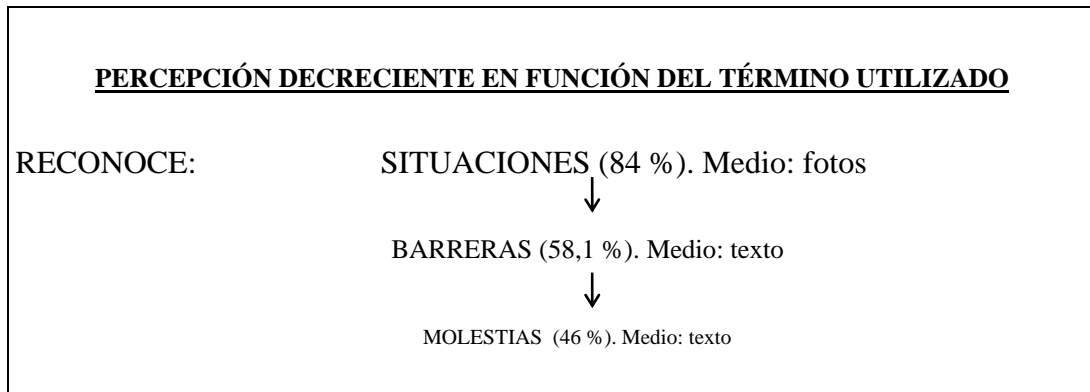 PERCEPCIÓN DECRECIENTE EN FUNCIÓN DEL TÉRMINO UTILIZADO
RECONOCE: SITUACIONES (84 %). Medio: fotos
BARRERAS (58,1 %). Medio: texto
MOLESTIAS (46 %). Medio: texto